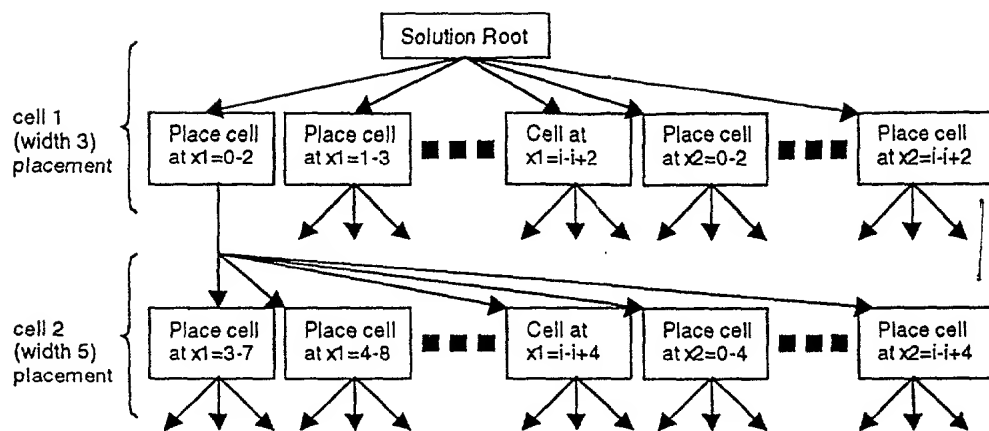 Solution Root
cell 1
(width 3)
placement
Place cell
at x1=0-2
Place cell
at x1=1-3
Cell at
x1=i-i+2
Place cell
at x2=0-2
Place cell
at x2=i-i+2
cell 2
(width 5)
placement
Place cell
at x1=3-7
Place cell
at x1=4-8
Cell at
x1=i-i+4
Place cell
at x2=0-4
Place cell
at x2=i-i+4